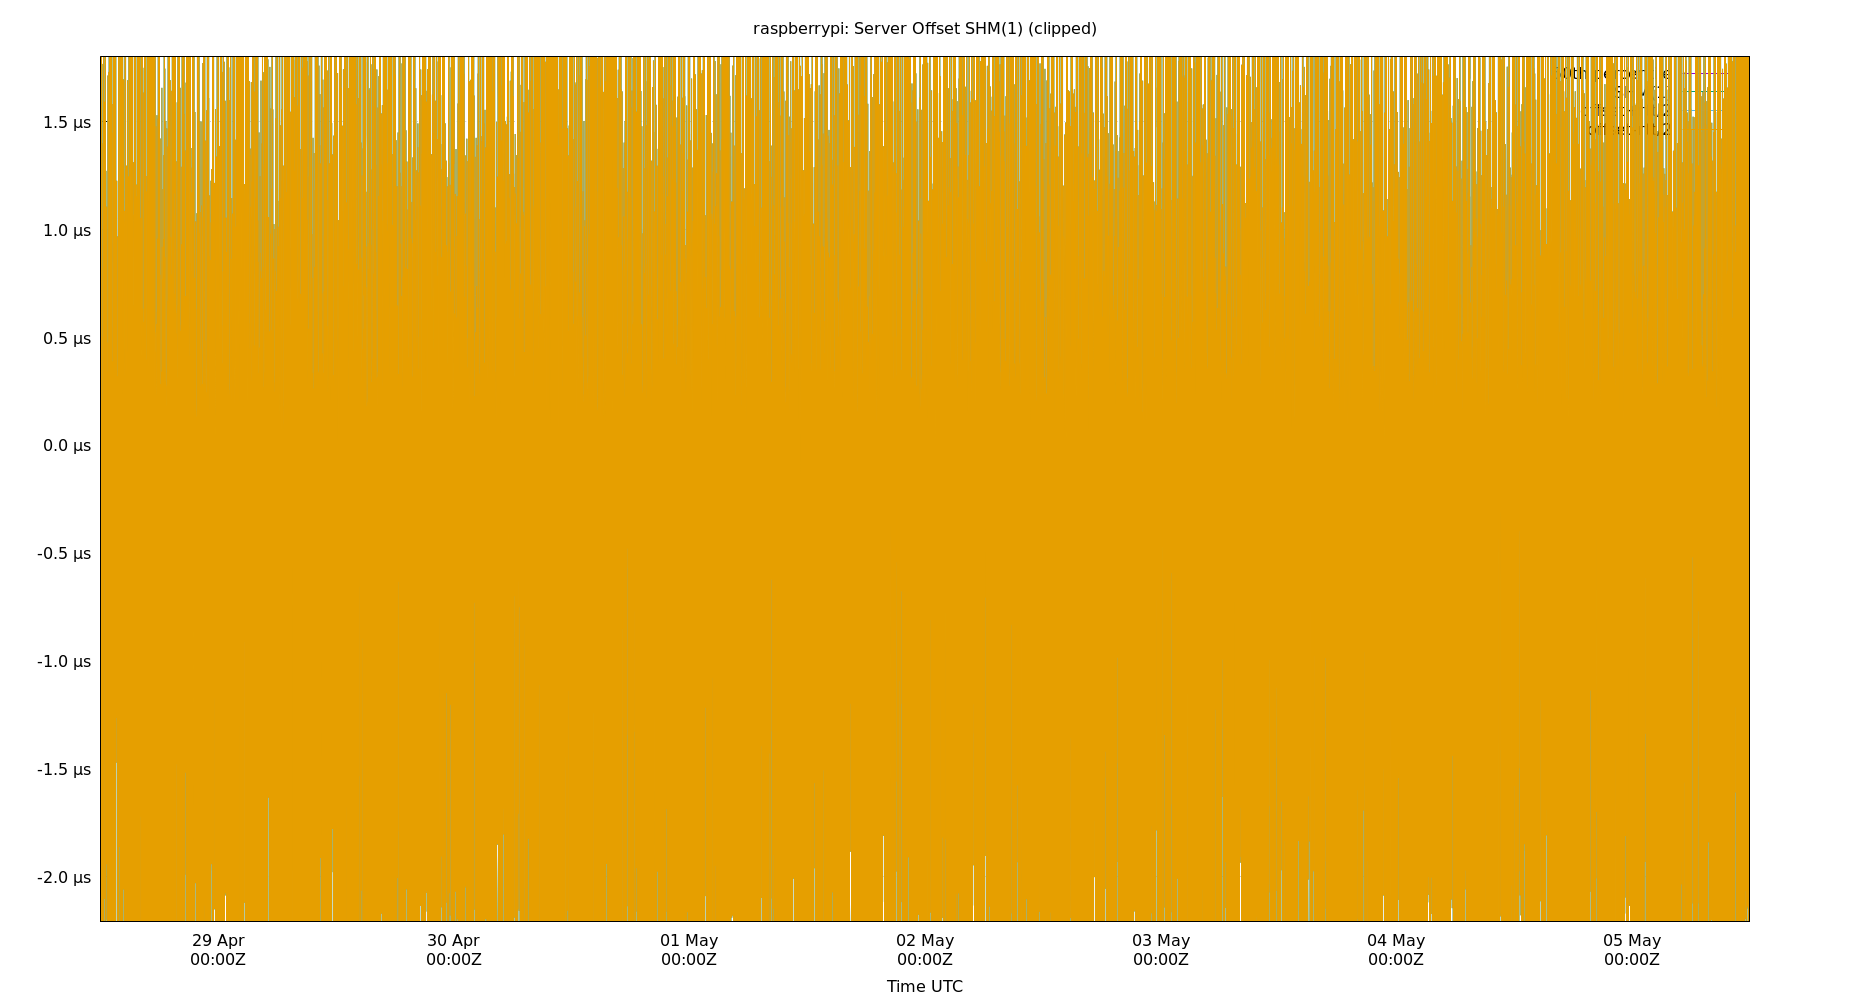 raspberrypi: Server Offset SHM(1) (clipped)
1.5 µs
1.0 µs
0.5 µs
0.0 µs
-0.5 µs
-1.0 µs
-1.5 µs
-2.0 µs
29 Apr
00:00Z
30 Apr
00:00Z
01 May
00:00Z
02 May
00:00Z
03 May
00:00Z
04 May
00:00Z
05 May
00:00Z
Time UTC